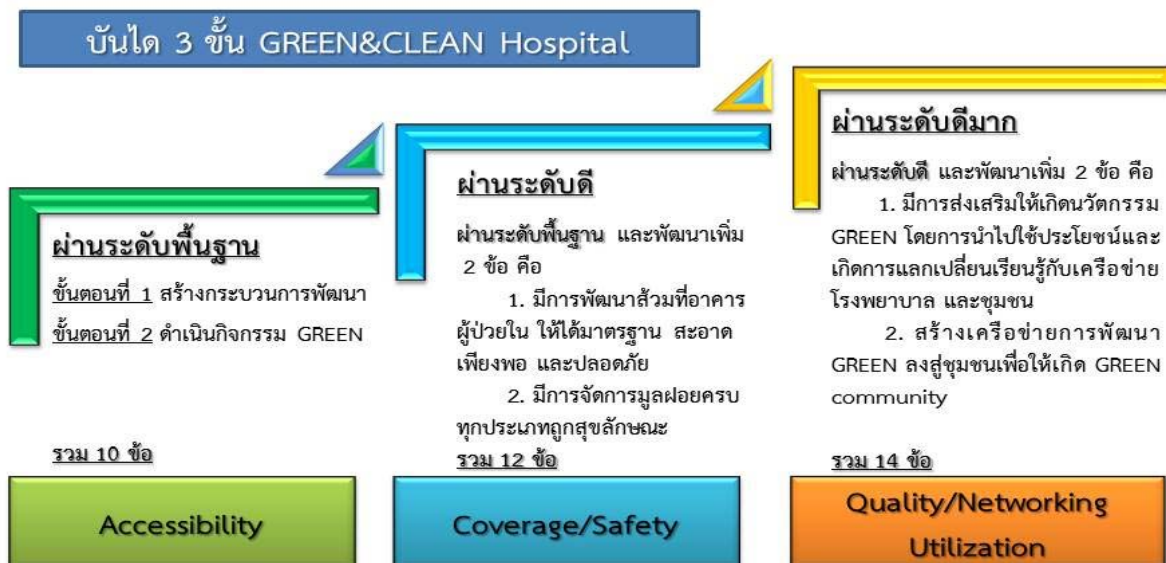 บันได 3 ขั้น GREEN&CLEAN Hospital
ผ่านระดับพื้นฐาน
ขั้นตอนที่ 1 สร้างกระบวนการพัฒนา
ขั้นตอนที่ 2 ดำเนินกิจกรรม GREEN
รวม 10 ข้อ
Accessibility
ผ่านระดับดี
ผ่านระดับพื้นฐาน และพัฒนาเพิ่ม
2 ข้อ คือ
1. มีการพัฒนาส้วมที่อาคาร
ผู้ป่วยใน ให้ได้มาตรฐาน สะอาด
เพียงพอ และปลอดภัย
2. มีการจัดการมูลฝอยครบ
ทุกประเภทถูกสุขลักษณะ
รวม 12 ข้อ
Coverage/Safety
ผ่านระดับดีมาก
ผ่านระดับดี และพัฒนาเพิ่ม 2 ข้อ คือ
1. มีการส่งเสริมให้เกิดนวัตกรรม
GREEN โดยการนำไปใช้ประโยชน์และ
เกิดการแลกเปลี่ยนเรียนรู้กับเครือข่าย
โรงพยาบาล และชุมชน
2. สร้างเครือข่ายการพัฒนา
GREEN ลงสู่ชุมชนเพื่อให้เกิด GREEN
community
รวม 14 ข้อ
Quality/Networking
Utilization